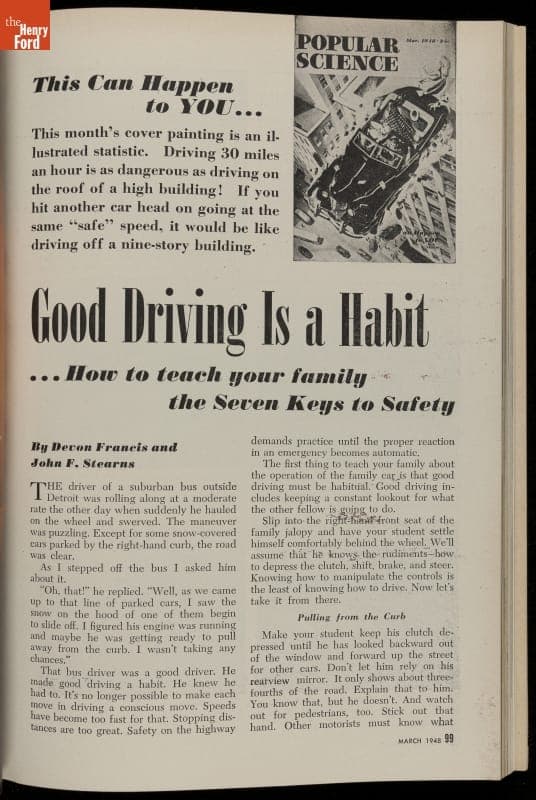 the
Henry
Ford
This Can Happen
to YOU...
This month's cover painting is an il-
lustrated statistic. Driving 30 miles
an hour is as dangerous as driving on
the roof of a high building! If you
hit another car head on going at the
same "safe" speed, it would be like
driving off a nine-story building.
POPULAR
SCIENCE
Good Driving Is a Habit
...How to teach your family
the Seven Keys to Safety
By Devon Francis and
John F. Stearns
THE driver of a suburban bus outside
Detroit was rolling along at a moderate
rate the other day when suddenly he hauled
on the wheel and swerved. The maneuver
was puzzling. Except for some snow-covered
cars parked by the right-hand curb, the road
was clear.
As I stepped off the bus I asked him
about it.
"Oh, that!" he replied. "Well, as we came
up to that line of parked cars, I saw the
snow on the hood of one of them begin
to slide off. I figured his engine was running
and maybe he was getting ready to pull
away from the curb. I wasn't taking any
chances."
That bus driver was a good driver. He
made good driving a habit. He knew he
had to. It's no longer possible to make each
move in driving a conscious move. Speeds
have become too fast for that. Stopping dis-
tances are too great. Safety on the highway
demands practice until the proper reaction
in an emergency becomes automatic.
The first thing to teach your family about
the operation of the family car is that good
driving must be habitual. Good driving in-
cludes keeping a constant lookout for what
the other fellow is going to do.
Slip into the right-hand front seat of the
family jalopy and have your student settle
himself comfortably behind the wheel. We'll
assume that he knows the rudiments—how
to depress the clutch, shift, brake, and steer.
Knowing how to manipulate the controls is
the least of knowing how to drive. Now let's
take it from there.
Pulling from the Curb
Make your student keep his clutch de-
pressed until he has looked backward out
of the window and forward up the street
for other cars. Don't let him rely on his
rearview mirror. It only shows about three-
fourths of the road. Explain that to him.
You know that, but he doesn't. And watch
out for pedestrians, too. Stick out that
hand. Other motorists must know what
MARCH 1948 99